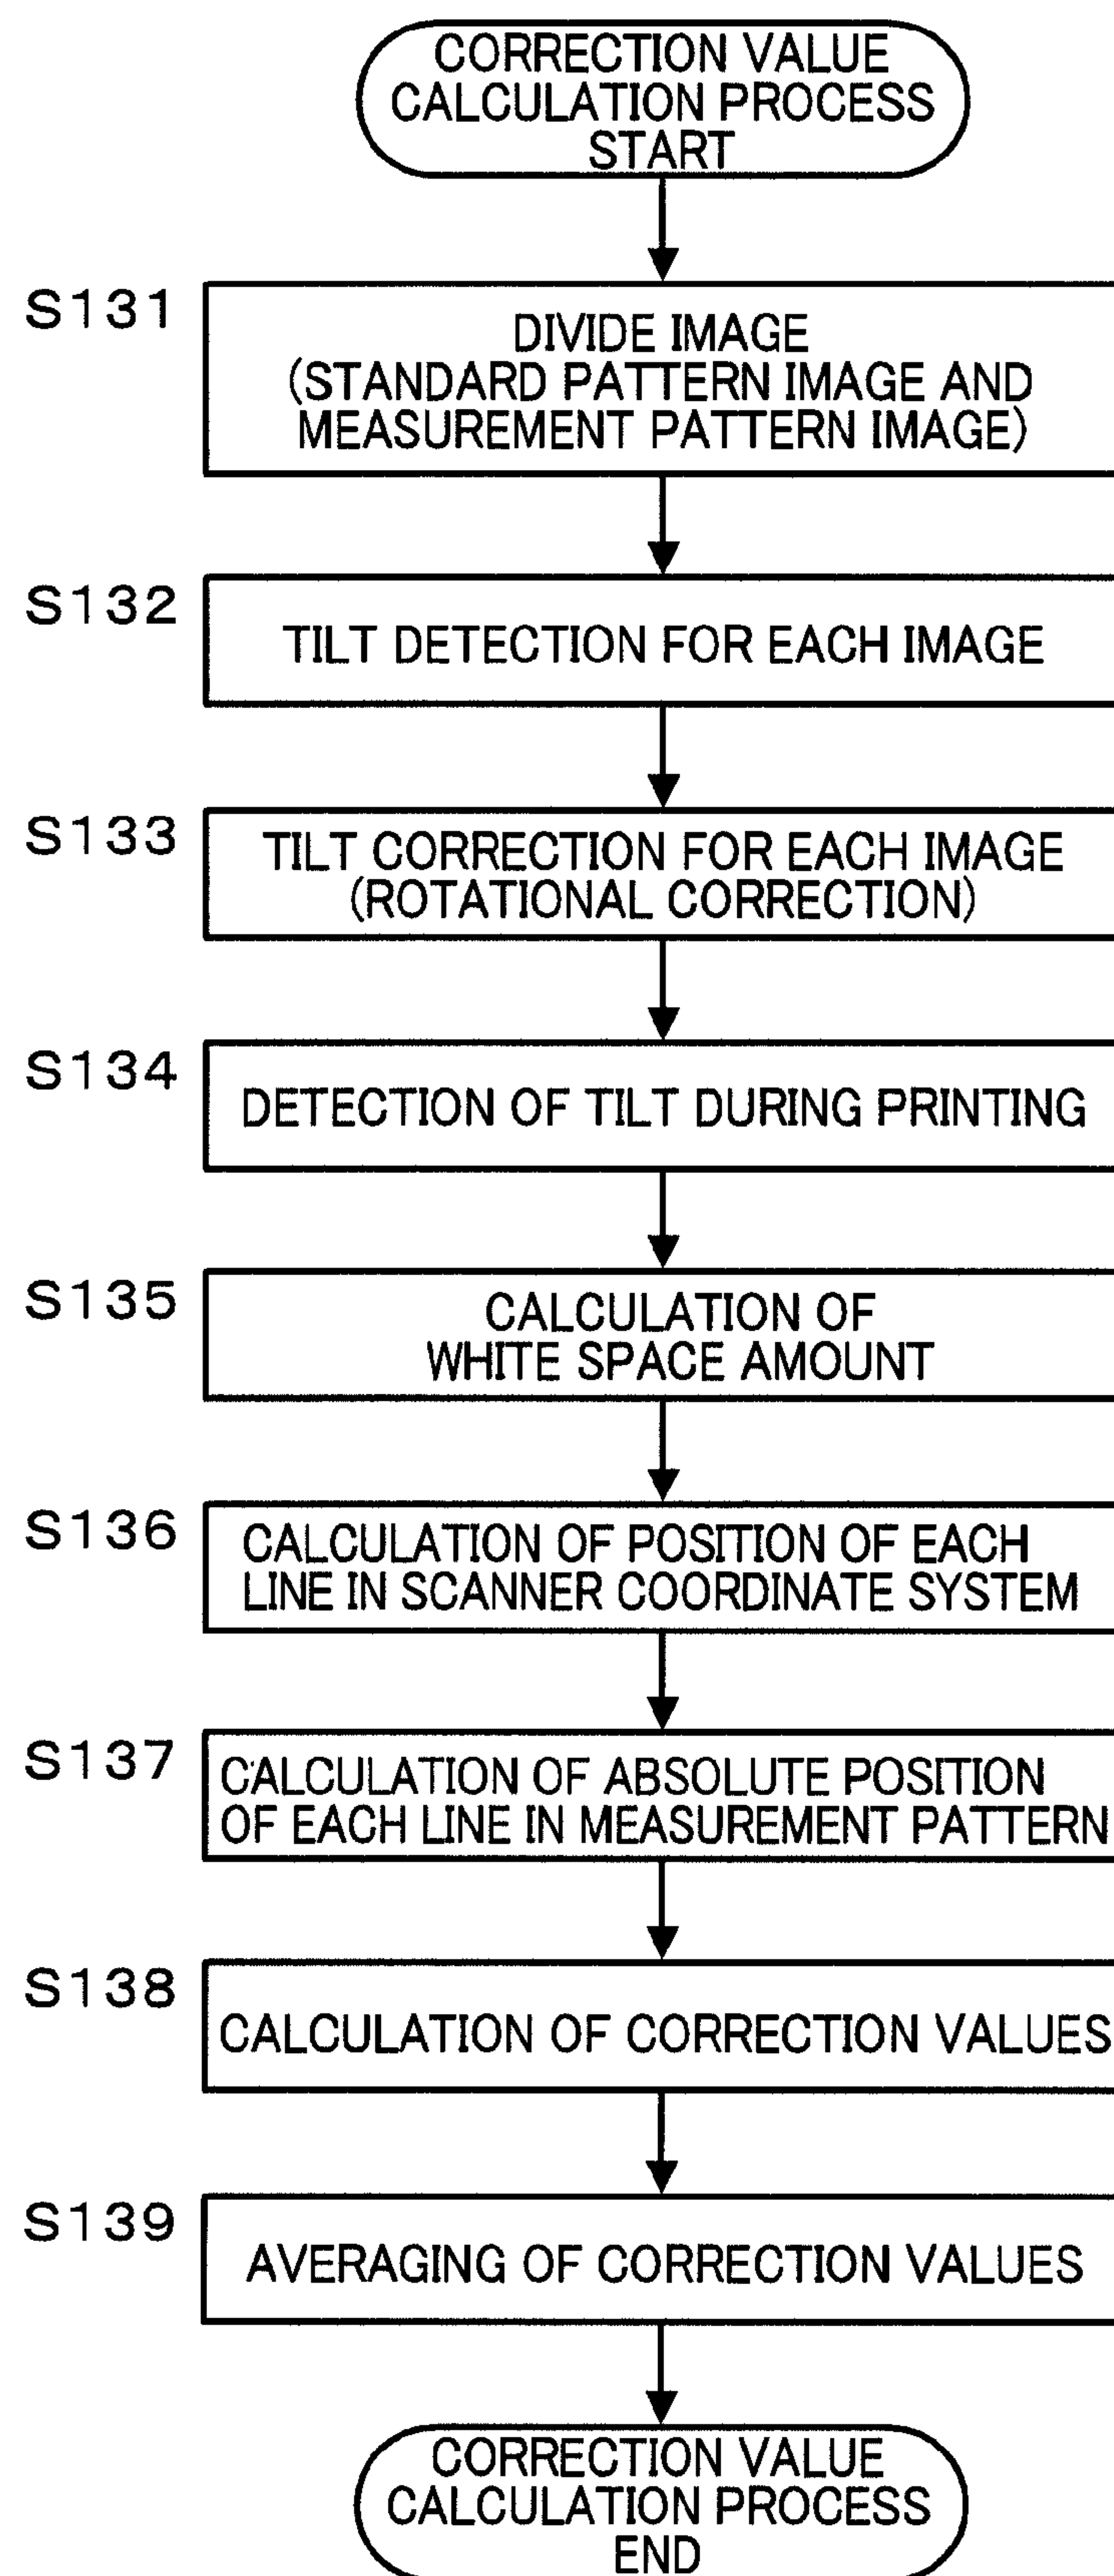 CORRECTION VALUE
CALCULATION PROCESS
START
S131
DIVIDE IMAGE
(STANDARD PATTERN IMAGE AND
MEASUREMENT PATTERN IMAGE)
S132
TILT DETECTION FOR EACH IMAGE
S133
TILT CORRECTION FOR EACH IMAGE
(ROTATIONAL CORRECTION)
S134
DETECTION OF TILT DURING PRINTING
S135
CALCULATION OF
WHITE SPACE AMOUNT
S136
CALCULATION OF POSITION OF EACH
LINE IN SCANNER COORDINATE SYSTEM
S137
CALCULATION OF ABSOLUTE POSITION
OF EACH LINE IN MEASUREMENT PATTERN
S138
CALCULATION OF CORRECTION VALUES
S139
AVERAGING OF CORRECTION VALUES
CORRECTION VALUE
CALCULATION PROCESS
END